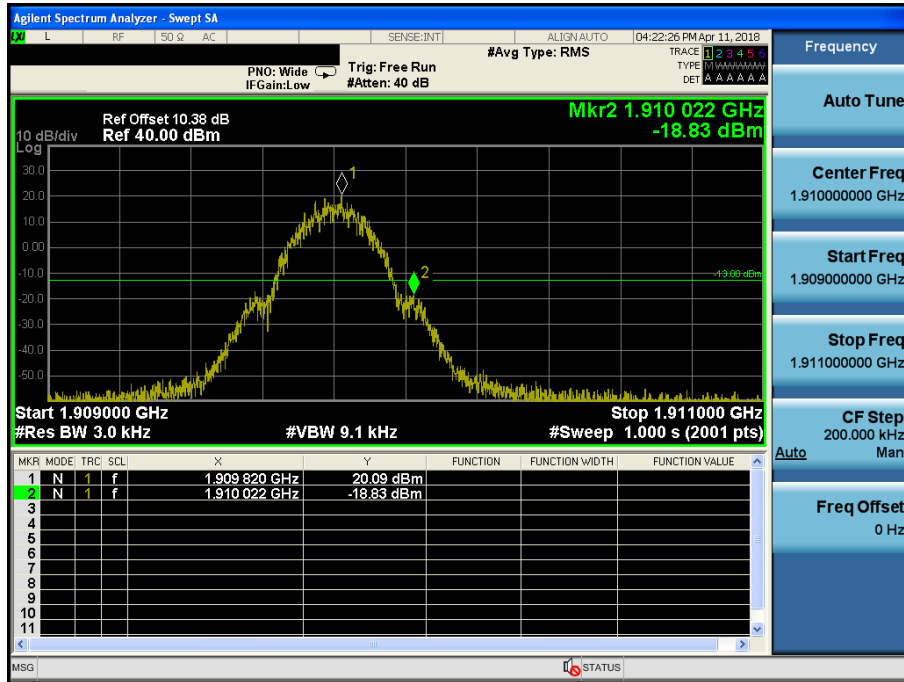 Agilent Spectrum Analyzer - Swept SA
LXI L RF 50 Ω AC SENSE:INT ALIGN AUTO 04:22:26 PM Apr 11, 2018
#Avg Type: RMS TRACE 1 2 3 4 5 6
PNO: Wide Trig: Free Run TYPE M W W W W W
IFGain:Low #Atten: 40 dB DET A A A A A A
Mkr2 1.910 022 GHz
-18.83 dBm
Ref Offset 10.38 dB
10 dB/div Ref 40.00 dBm
Log
30.0
20.0
10.0
0.00
-10.0
-20.0
-30.0
-40.0
-50.0
1
2
-13.00 dBm
Start 1.909000 GHz Stop 1.911000 GHz
#Res BW 3.0 kHz #VBW 9.1 kHz #Sweep 1.000 s (2001 pts)
MKR MODE TRC SCL X Y FUNCTION FUNCTION WIDTH FUNCTION VALUE
1 N 1 f 1.909 820 GHz 20.09 dBm
2 N 1 f 1.910 022 GHz -18.83 dBm
3
4
5
6
7
8
9
10
11
MSG STATUS
Frequency
Auto Tune
Center Freq
1.910000000 GHz
Start Freq
1.909000000 GHz
Stop Freq
1.911000000 GHz
CF Step
200.000 kHz
Auto Man
Freq Offset
0 Hz